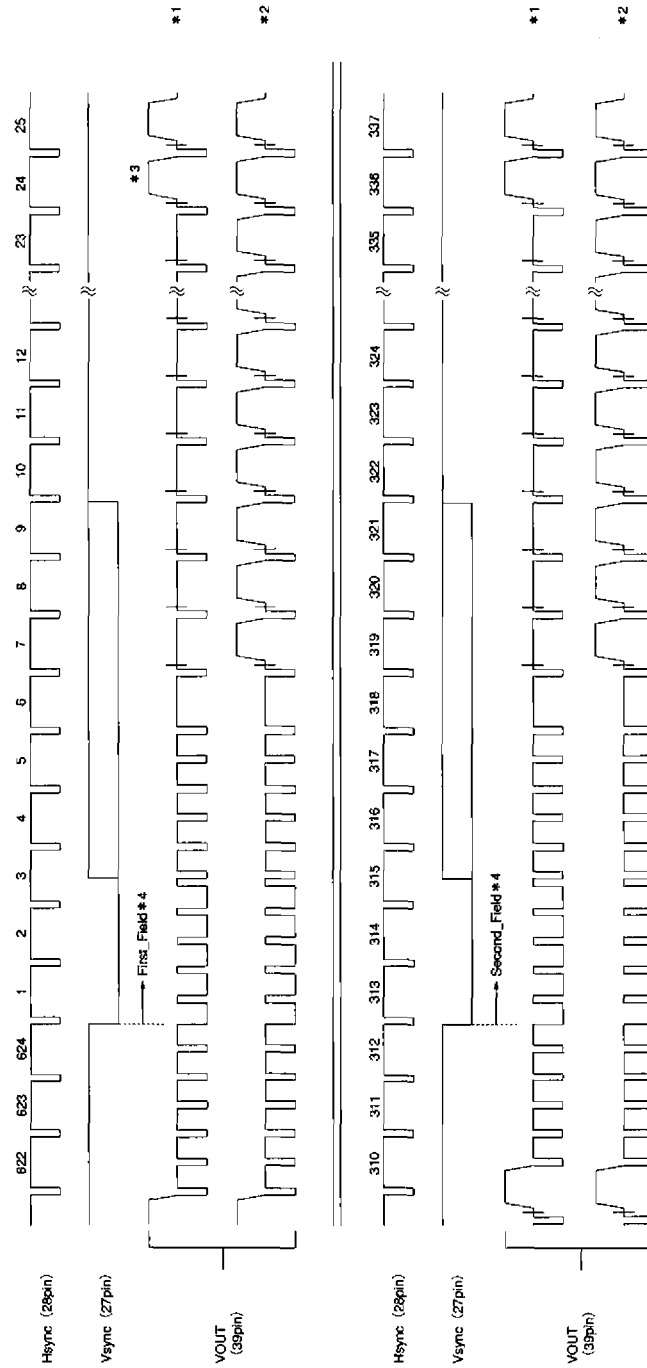 622 623 624 1 2 3 4 5 6 7 8 9 10 11 12 23 24 25
Hsync (28pin)
Vsync (27pin)
First_Field*4
*3
*1
VOUT
(39pin)
*2
310 311 312 313 314 315 316 317 318 319 320 321 322 323 324 335 336 337
Hsync (28pin)
Vsync (27pin)
Second_Field*4
*1
VOUT
(39pin)
*2